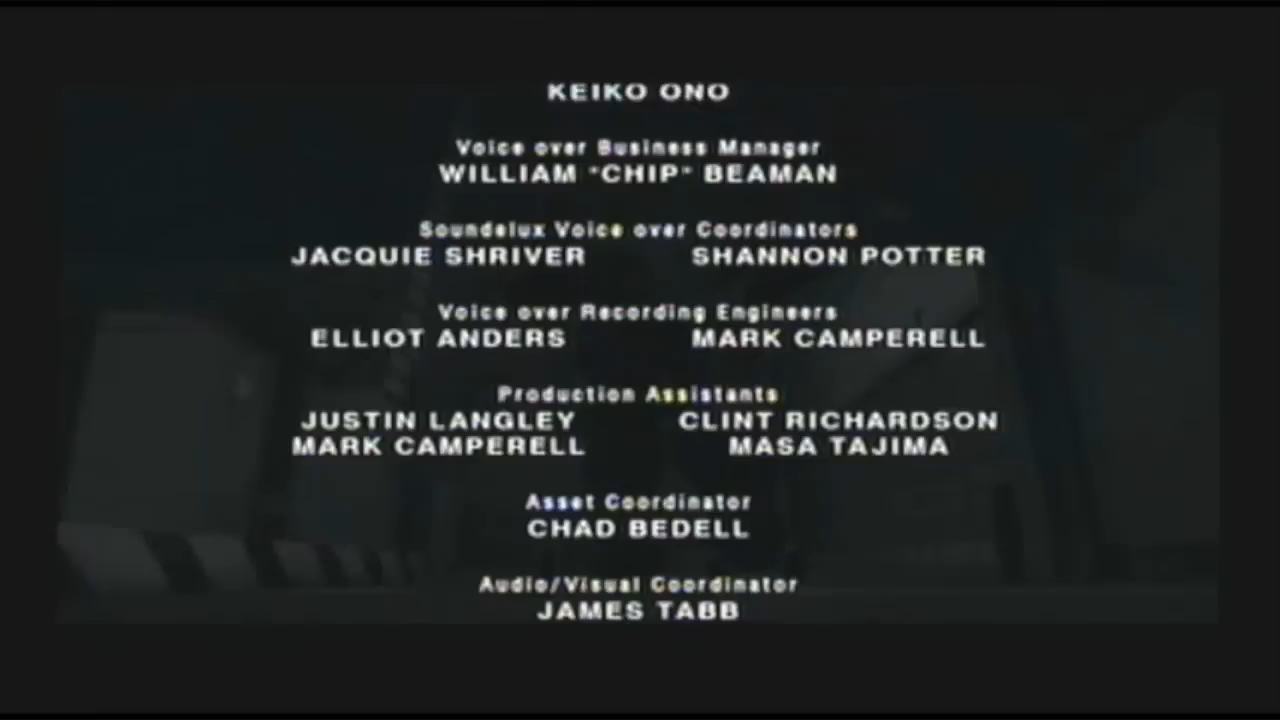 KEIKO ONO
Voice over Business Manager
WILLIAM "CHIP" BEAMAN
Soundelux Voice over Coordinators
JACQUIE SHRIVER SHANNON POTTER
Voice over Recording Engineers
ELLIOT ANDERS MARK CAMPERELL
Production Assistants
JUSTIN LANGLEY CLINT RICHARDSON
MARK CAMPERELL MASA TAJIMA
Asset Coordinator
CHAD BEDELL
Audio/Visual Coordinator
JAMES TABB